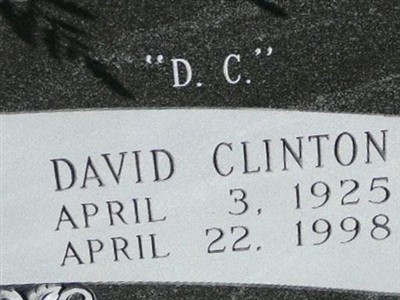 "D. C."
DAVID CLINTON
APRIL 3, 1925
APRIL 22, 1998